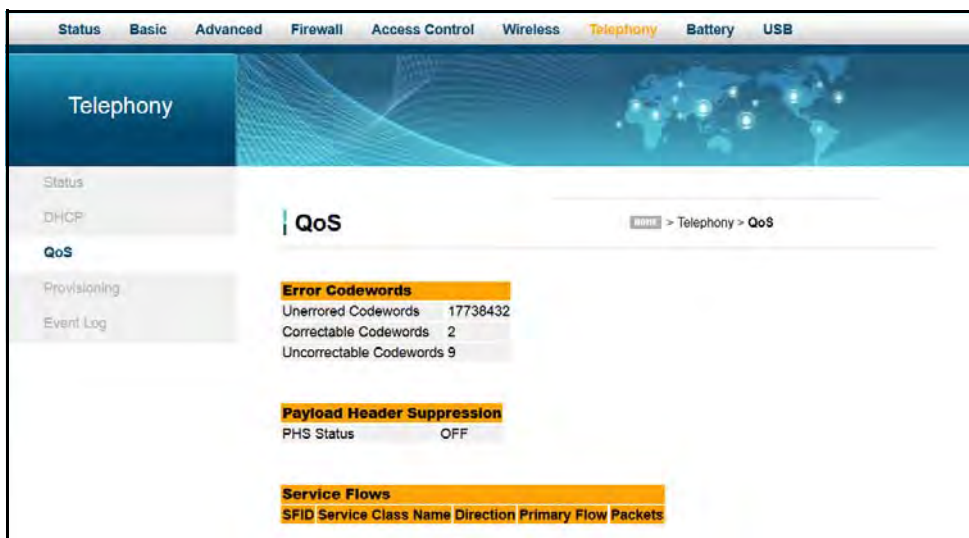 Status Basic Advanced Firewall Access Control Wireless Telephony Battery USB
Telephony
Status
DHCP
QoS
Provisioning
Event Log
QoS
HOME > Telephony > QoS
Error Codewords
Unerrored Codewords 17738432
Correctable Codewords 2
Uncorrectable Codewords 9
Payload Header Suppression
PHS Status OFF
Service Flows
SFID Service Class Name Direction Primary Flow Packets